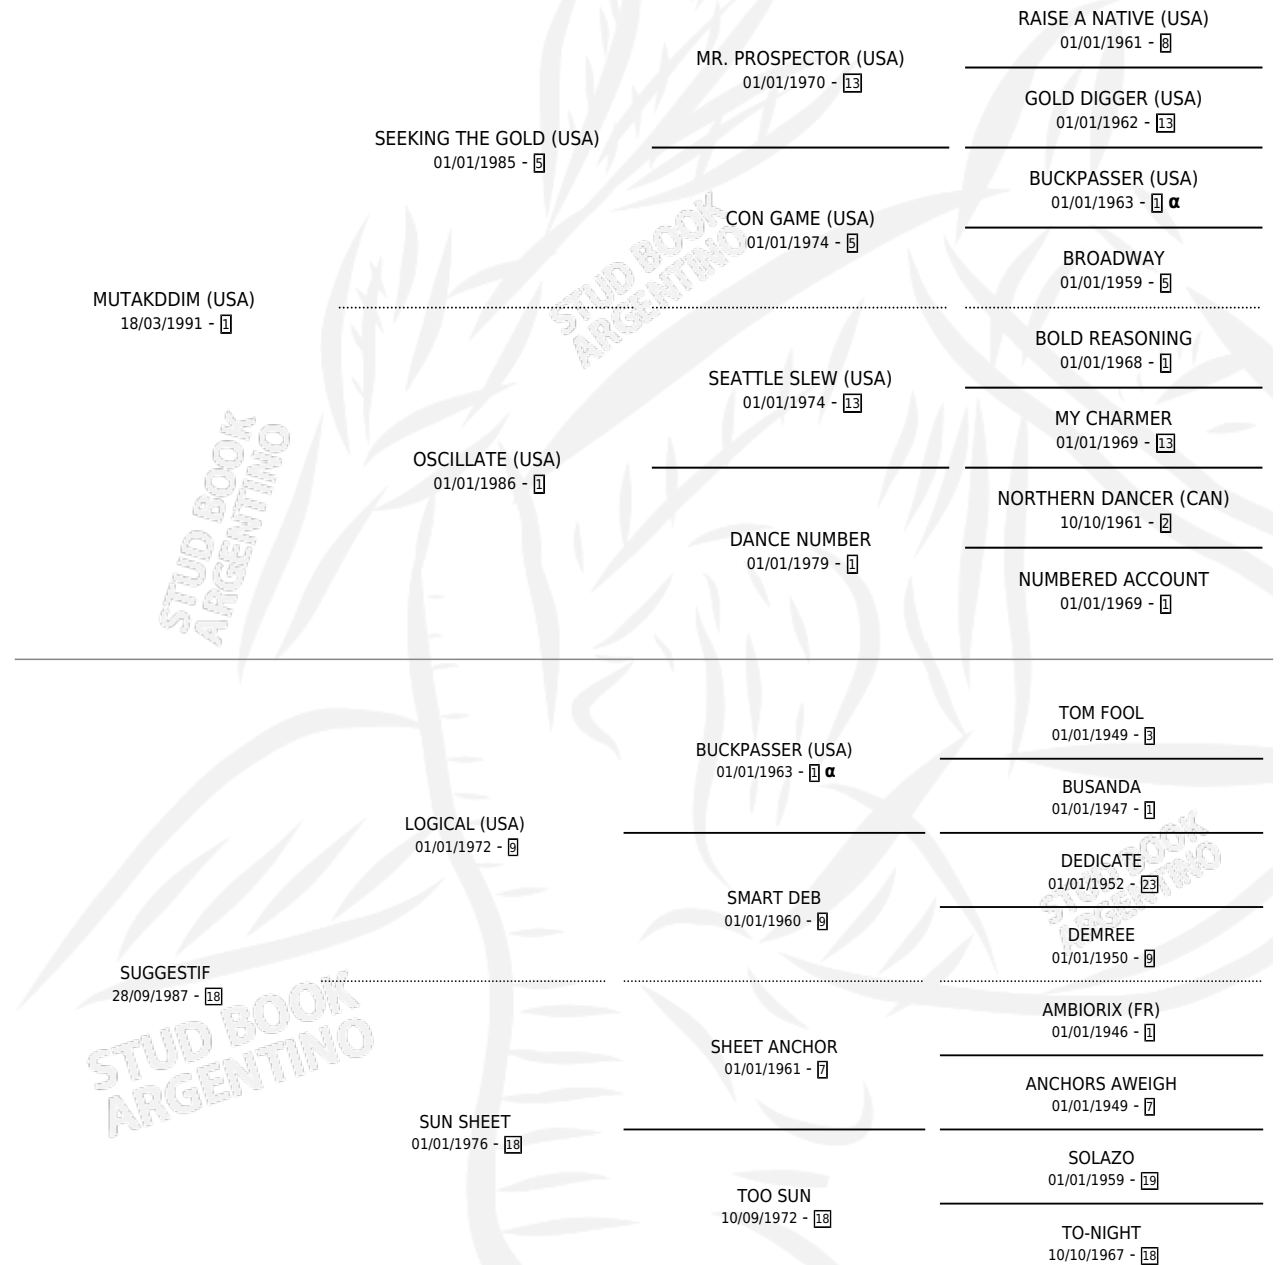 RAISE A NATIVE (USA)
01/01/1961 - 8
MR. PROSPECTOR (USA)
01/01/1970 - 13
GOLD DIGGER (USA)
01/01/1962 - 13
SEEKING THE GOLD (USA)
01/01/1985 - 5
BUCKPASSER (USA)
01/01/1963 - 1 α
CON GAME (USA)
01/01/1974 - 5
BROADWAY
01/01/1959 - 5
MUTAKDDIM (USA)
18/03/1991 - 1
BOLD REASONING
01/01/1968 - 1
SEATTLE SLEW (USA)
01/01/1974 - 13
MY CHARMER
01/01/1969 - 13
OSCILLATE (USA)
01/01/1986 - 1
NORTHERN DANCER (CAN)
10/10/1961 - 2
DANCE NUMBER
01/01/1979 - 1
NUMBERED ACCOUNT
01/01/1969 - 1
TOM FOOL
01/01/1949 - 3
BUCKPASSER (USA)
01/01/1963 - 1 α
BUSANDA
01/01/1947 - 1
LOGICAL (USA)
01/01/1972 - 9
DEDICATE
01/01/1952 - 23
SMART DEB
01/01/1960 - 9
DEMREE
01/01/1950 - 9
SUGGESTIF
28/09/1987 - 18
AMBIORIX (FR)
01/01/1946 - 1
SHEET ANCHOR
01/01/1961 - 7
ANCHORS AWEIGH
01/01/1949 - 7
SUN SHEET
01/01/1976 - 18
SOLAZO
01/01/1959 - 19
TOO SUN
10/09/1972 - 18
TO-NIGHT
10/10/1967 - 18
STUD BOOK
ARGENTINO
STUD BOOK
ARGENTINO
STUD BOOK
ARGENTINO
STUD BOOK
ARGENTINO